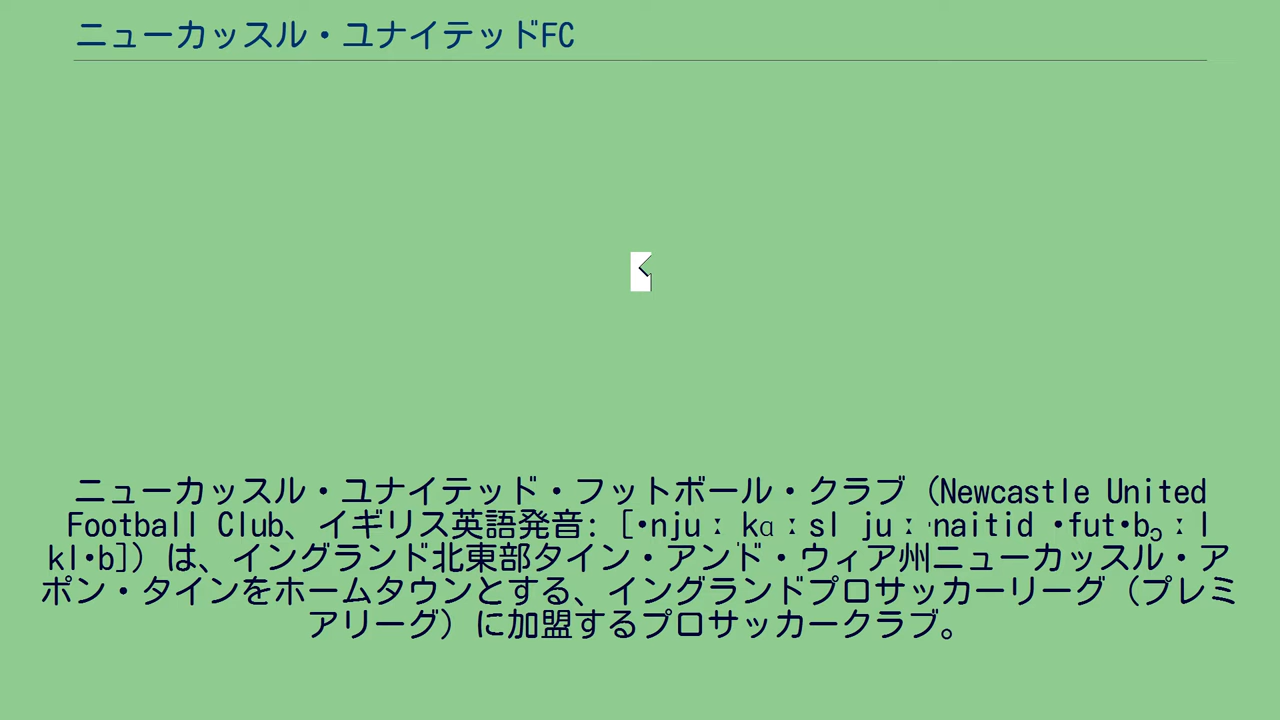 ニューカッスル・ユナイテッドFC
ニューカッスル・ユナイテッド・フットボール・クラブ（Newcastle United
Football Club、イギリス英語発音: [•njuː kɑːsl juːˈnaitid •fut•bɔːl
kl•b]）は、イングランド北東部タイン・アンド・ウィア州ニューカッスル・ア
ポン・タインをホームタウンとする、イングランドプロサッカーリーグ（プレミ
アリーグ）に加盟するプロサッカークラブ。